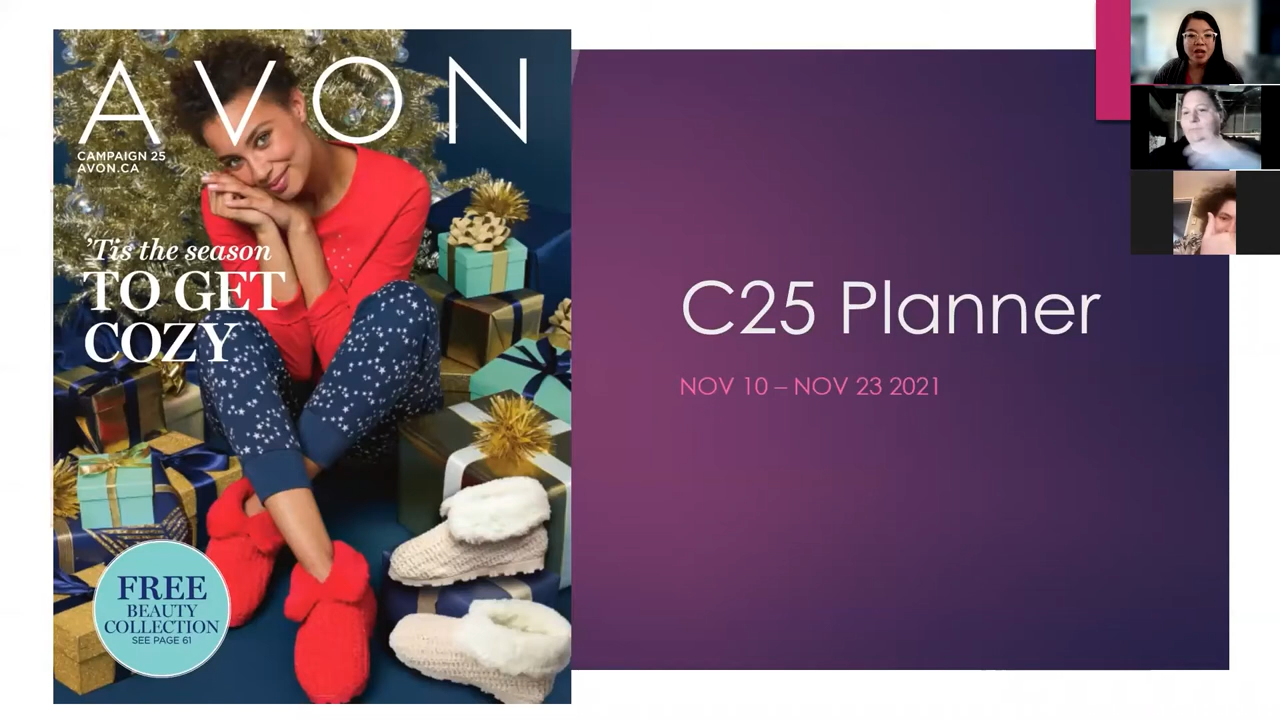 AVON
CAMPAIGN 25
AVON.CA
'Tis the season
TO GET
COZY
FREE
BEAUTY
COLLECTION
SEE PAGE 61
C25 Planner
NOV 10 – NOV 23 2021